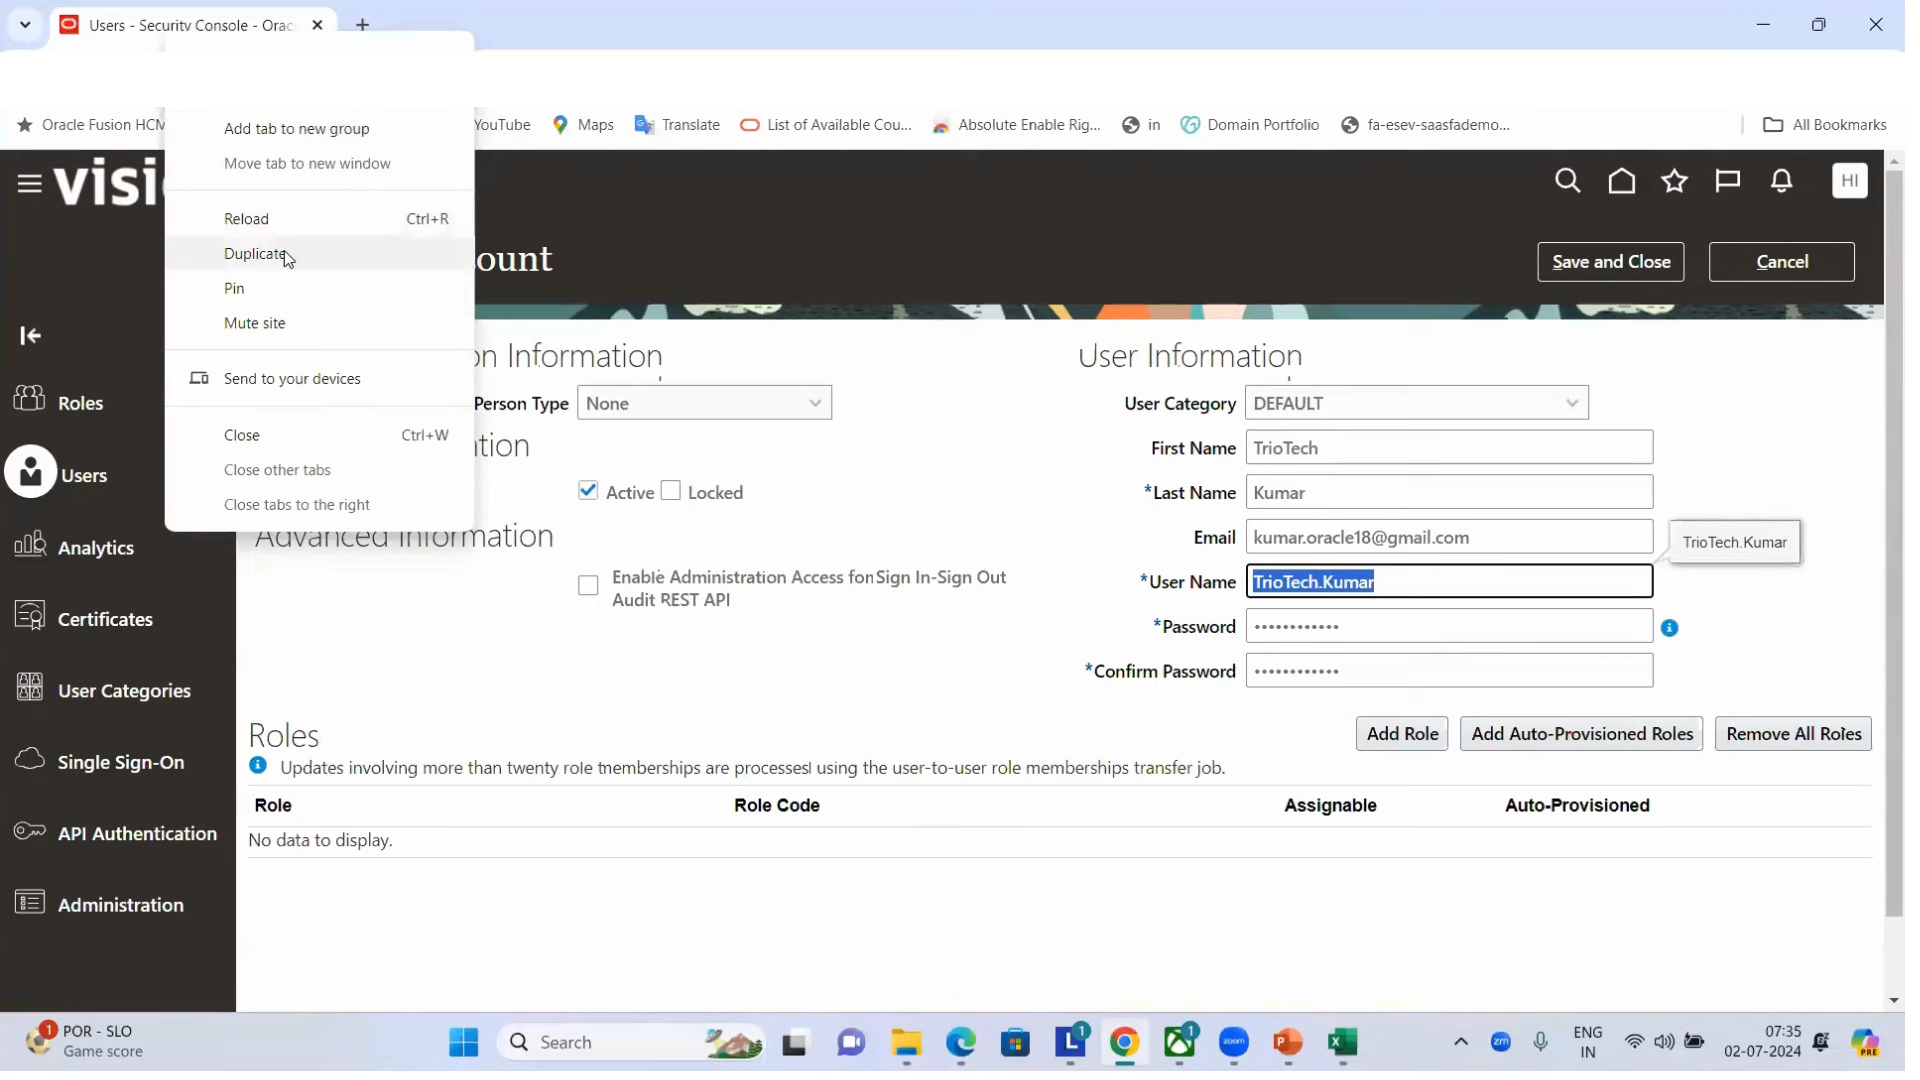 Users - Security Console - Orac
Add tab to new group
Move tab to new window
Reload Ctrl+R
Duplicate
Pin
Mute site
Send to your devices
Close Ctrl+W
Close other tabs
Close tabs to the right
Oracle Fusion HCM
YouTube
Maps
Translate
List of Available Cou...
Absolute Enable Rig...
in
Domain Portfolio
fa-esev-saasfademo...
All Bookmarks
visi
HI
ount
Save and Close
Cancel
Roles
Users
Analytics
Certificates
User Categories
Single Sign-On
API Authentication
Administration
on Information
Person Type None
ation
Active Locked
Advanced Information
Enable Administration Access for Sign In-Sign Out
Audit REST API
User Information
User Category DEFAULT
First Name TrioTech
*Last Name Kumar
Email kumar.oracle18@gmail.com
TrioTech.Kumar
*User Name TrioTech.Kumar
*Password ••••••••••••
*Confirm Password ••••••••••••
Roles
Add Role
Add Auto-Provisioned Roles
Remove All Roles
Updates involving more than twenty role memberships are processed using the user-to-user role memberships transfer job.
Role Role Code Assignable Auto-Provisioned
No data to display.
1
POR - SLO
Game score
Search
L
1
1
zoom
P
X
zm
ENG
IN
07:35
02-07-2024
PRE